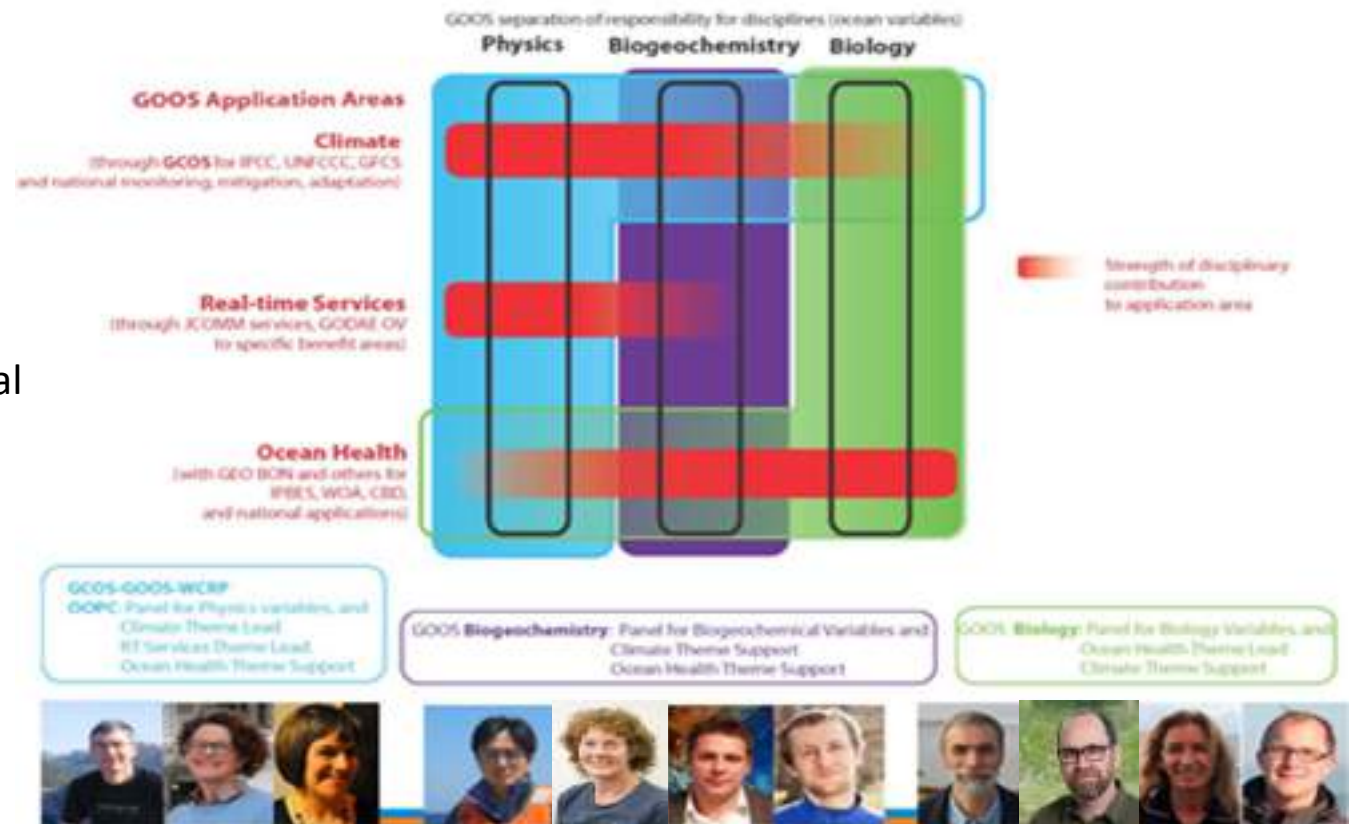 GOOS separation of responsibility for disciplines (ocean variables)
Physics Biogeochemistry Biology
GOOS Application Areas
Climate
(through GCOS for IPCC, UNFCCC, GFCS
and national monitoring, mitigation, adaptation)
Real-time Services
(through JCOMM services, GODAE OV
to specific benefit areas)
al
Ocean Health
(with GEO BON and others for
IPBES, WOA, CBD,
and national applications)
Strength of disciplinary
contribution
to application area
GCOS-GOOS-WCRP
OOPC: Panel for Physics variables, and
Climate Theme Lead
RT Services Theme Lead,
Ocean Health Theme Support
GOOS Biogeochemistry: Panel for Biogeochemical Variables and
Climate Theme Support
Ocean Health Theme Support
GOOS Biology: Panel for Biology Variables, and
Ocean Health Theme Lead
Climate Theme Support